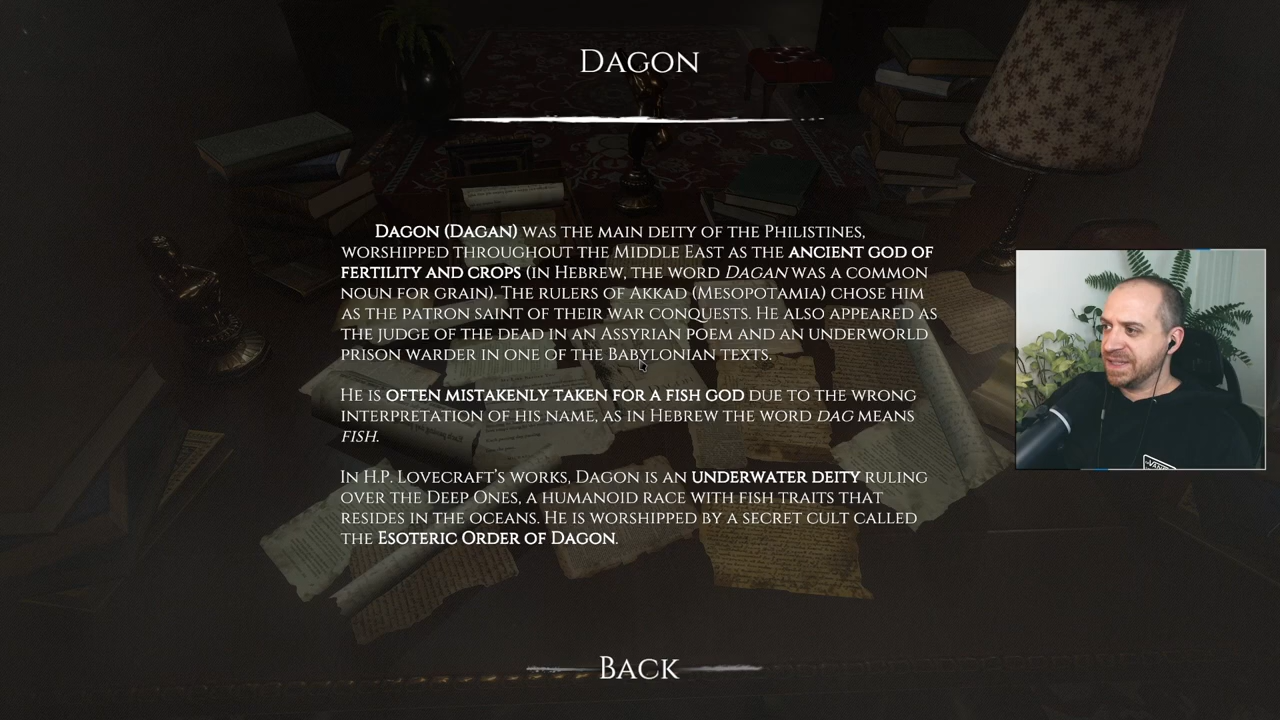 Dagon
Dagon (Dagan) was the main deity of the Philistines,
worshipped throughout the Middle East as the ancient god of
fertility and crops (in Hebrew, the word dagan was a common
noun for grain). The rulers of Akkad (Mesopotamia) chose him
as the patron saint of their war conquests. He also appeared as
the judge of the dead in an Assyrian poem and an underworld
prison warder in one of the Babylonian texts.
He is often mistakenly taken for a fish god due to the wrong
interpretation of his name, as in Hebrew the word dag means
fish.
In H.P. Lovecraft's works, Dagon is an underwater deity ruling
over the Deep Ones, a humanoid race with fish traits that
resides in the oceans. He is worshipped by a secret cult called
the Esoteric Order of Dagon.
Back